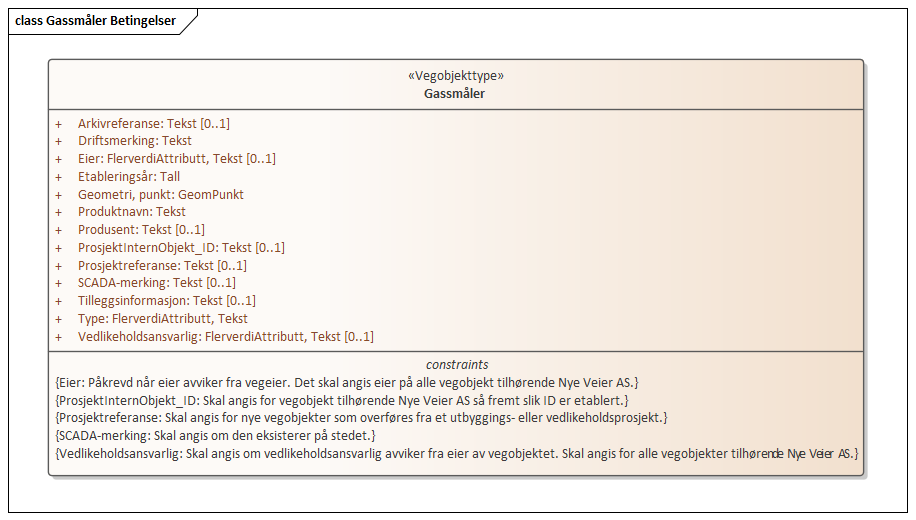 class Gassmåler Betingelser
«Vegobjekttype»
Gassmåler
+ Arkivreferanse: Tekst [0..1]
+ Driftsmerking: Tekst
+ Eier: FlerverdiAttributt, Tekst [0..1]
+ Etableringsår: Tall
+ Geometri, punkt: GeomPunkt
+ Produktnavn: Tekst
+ Produsent: Tekst [0..1]
+ ProsjektInternObjekt_ID: Tekst [0..1]
+ Prosjektreferanse: Tekst [0..1]
+ SCADA-merking: Tekst [0..1]
+ Tilleggsinformasjon: Tekst [0..1]
+ Type: FlerverdiAttributt, Tekst
+ Vedlikeholdsansvarlig: FlerverdiAttributt, Tekst [0..1]
constraints
{Eier: Påkrevd når eier avviker fra vegeier. Det skal angis eier på alle vegobjekt tilhørende Nye Veier AS.}
{ProsjektInternObjekt_ID: Skal angis for vegobjekt tilhørende Nye Veier AS så fremt slik ID er etablert.}
{Prosjektreferanse: Skal angis for nye vegobjekter som overføres fra et utbyggings- eller vedlikeholdsprosjekt.}
{SCADA-merking: Skal angis om den eksisterer på stedet.}
{Vedlikeholdsansvarlig: Skal angis om vedlikeholdsansvarlig avviker fra eier av vegobjektet. Skal angis for alle vegobjekter tilhørende Nye Veier AS.}